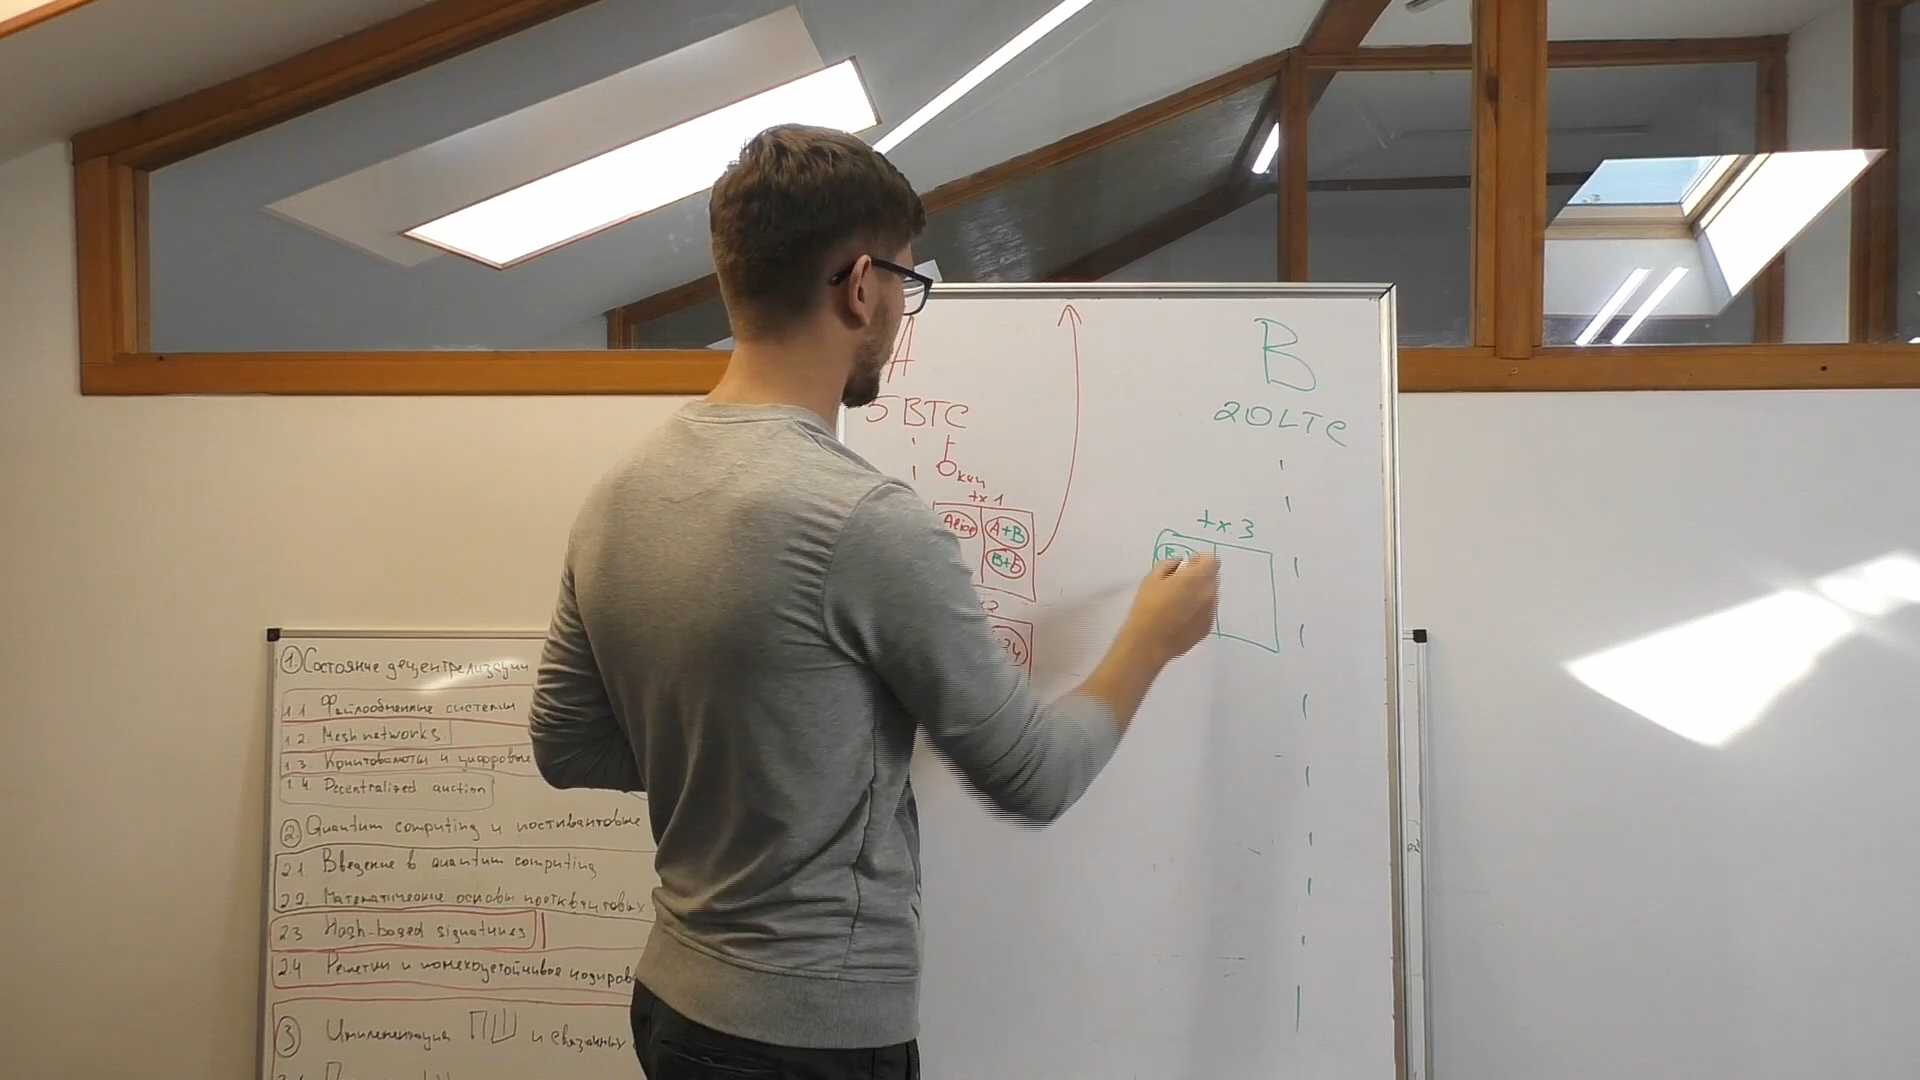 A
B
5 BTC
20LTC
tx 1
Alice
A+B
tx 3
1. Состояние децентрализации
1.1. Файлообменные системы
1.2. Mesh networks
1.3. Криптовалюты и цифровые
1.4. Decentralized auction
2. Quantum computing и постквантовые
2.1. Введение в quantum computing
2.2. Математические основы постквантовых
2.3 Hash-based signatures
2.4 Решетки и помехоустойчивое
3 Имплементация ПШ и связанных